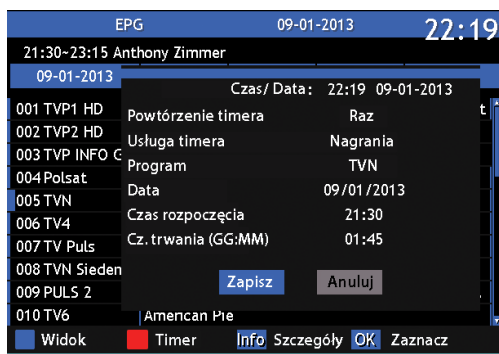 EPG 09-01-2013 22:19
21:30~23:15 Anthony Zimmer
09-01-2013
Czas/Data: 22:19 09-01-2013
001 TVP1 HD
Powtórzenie timera Raz
002 TVP2 HD
Usługa timera Nagrania
003 TVP INFO G
Program TVN
004 Polsat
Data 09/01/2013
005 TVN
Czas rozpoczęcia 21:30
006 TV4
Cz.trwania (GG:MM) 01:45
007 TV Puls
008 TVN Sieden
Zapisz Anuluj
009 PULS 2
010 TV6 American Pie
Widok Timer Info Szczegóły OK Zaznacz